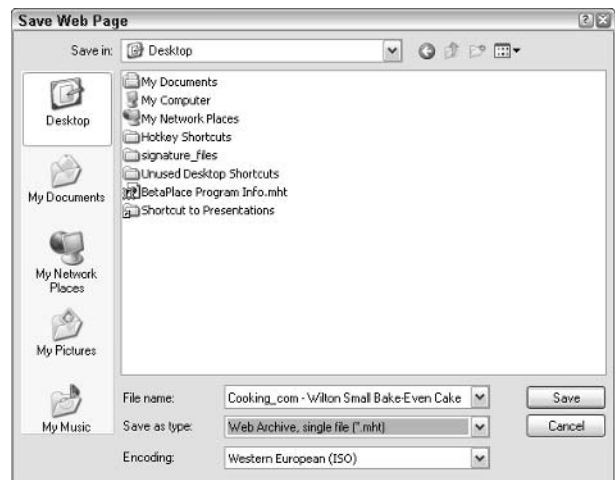 Save Web Page
Save in: Desktop
My Documents
My Computer
My Network Places
Hotkey Shortcuts
signature_files
Unused Desktop Shortcuts
BetaPlace Program Info.mht
Shortcut to Presentations
Desktop
My Documents
My Network
Places
My Pictures
My Music
File name: Cooking_com - Wilton Small Bake-Even Cake Save
Save as type: Web Archive, single file (*.mht) Cancel
Encoding: Western European (ISO)